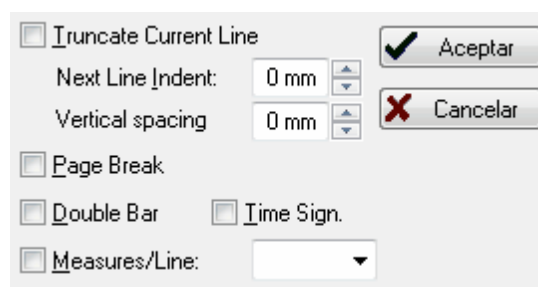 Truncate Current Line
Aceptar
Next Line Indent: 0 mm
Cancelar
Vertical spacing 0 mm
Page Break
Double Bar Time Sign.
Measures/Line: